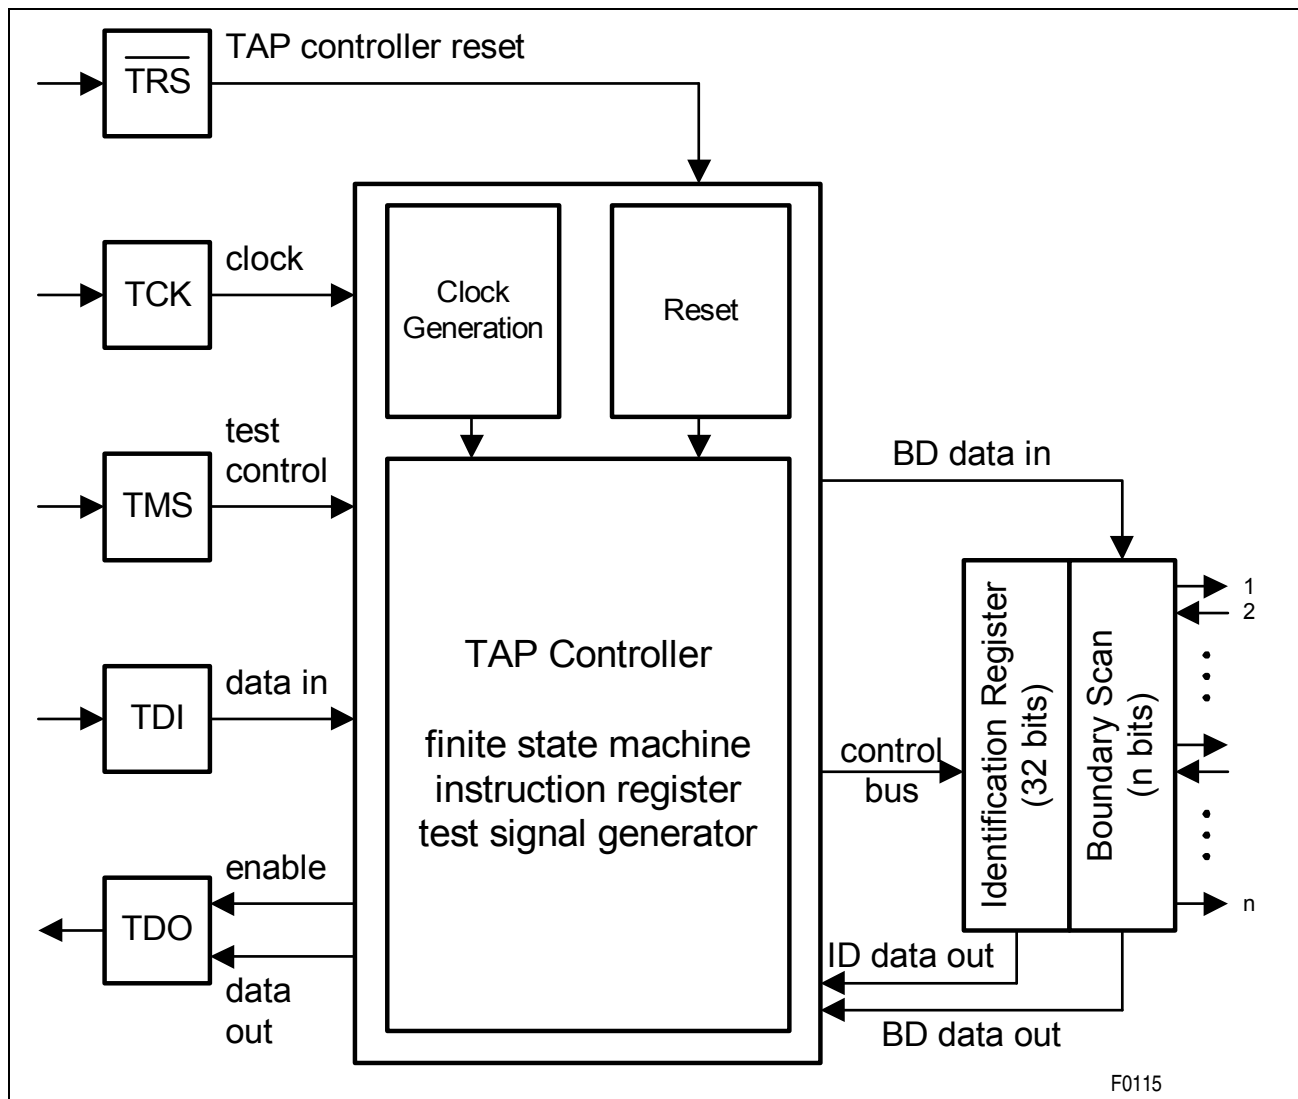 TAP controller reset
TRS
clock
TCK
Clock
Generation
Reset
test
control
TMS
BD data in
TAP Controller
finite state machine
instruction register
test signal generator
data in
TDI
control
bus
Identification Register
(32 bits)
Boundary Scan
(n bits)
1
2
n
enable
TDO
data
out
ID data out
BD data out
F0115